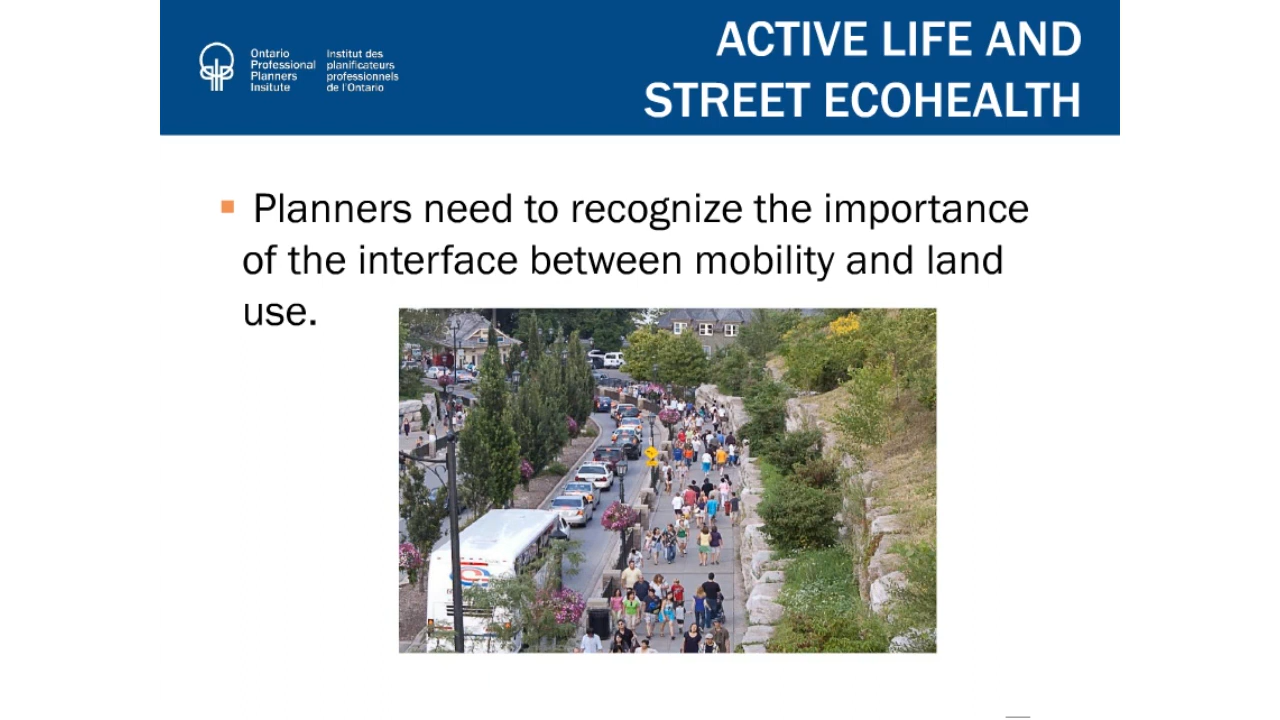 Ontario
Professional
Planners
Insitute
Institut des
planificateurs
professionnels
de l'Ontario
ACTIVE LIFE AND
STREET ECOHEALTH
Planners need to recognize the importance
of the interface between mobility and land
use.